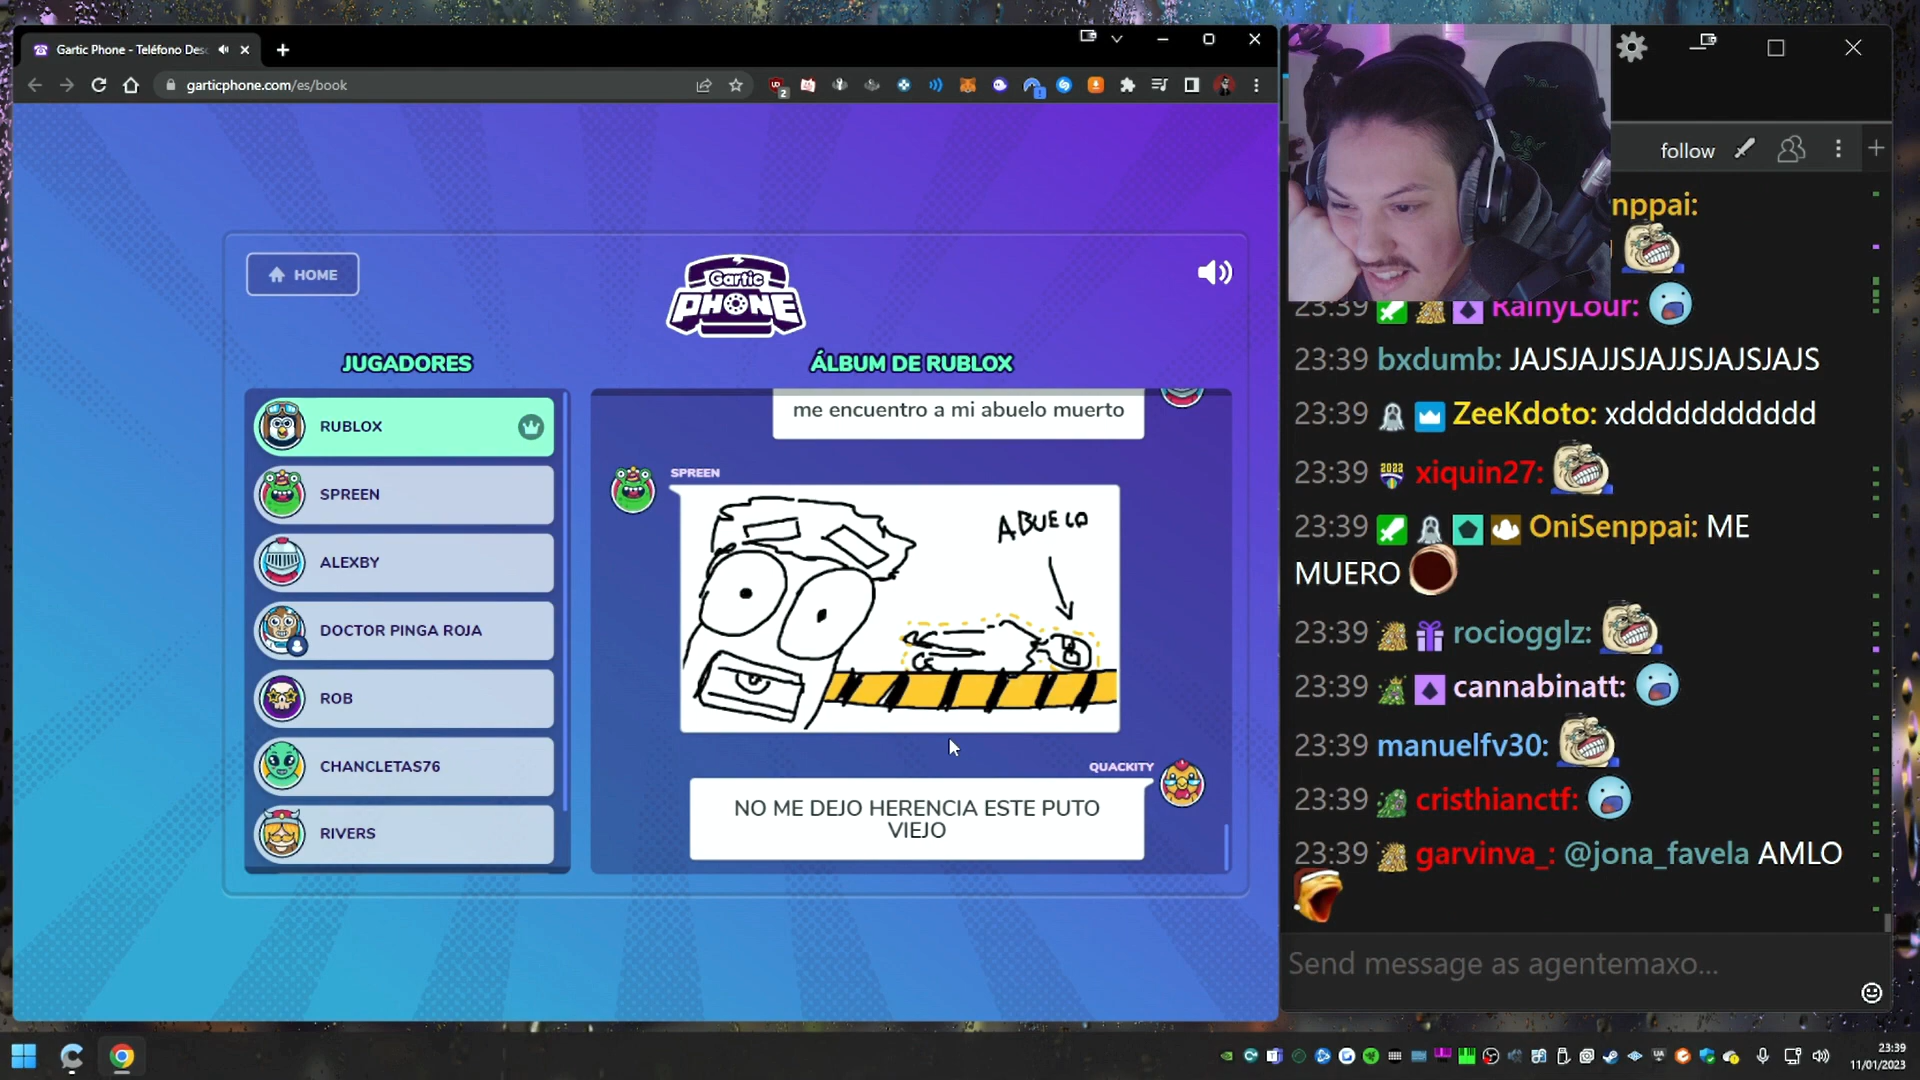 Gartic Phone - Teléfono Des
garticphone.com/es/book
2
HOME
Gartic
PHONE
JUGADORES
ÁLBUM DE RUBLOX
RUBLOX
SPREEN
ALEXBY
DOCTOR PINGA ROJA
ROB
CHANCLETAS76
RIVERS
me encuentro a mi abuelo muerto
SPREEN
ABUELO
QUACKITY
NO ME DEJO HERENCIA ESTE PUTO
VIEJO
follow
nppai:
23:39 RainyLour:
23:39 bxdumb: JAJSJAJJSJAJJSJAJSJAJS
23:39 ZeeKdoto: xddddddddddd
23:39 2022 xiquin27:
23:39 OniSenppai: ME
MUERO
23:39 rociogglz:
23:39 cannabinatt:
23:39 manuelfv30:
23:39 cristhianctf:
23:39 garvinva_: @jona_favela AMLO
Send message as agentemaxo...
23:39
11/01/2023